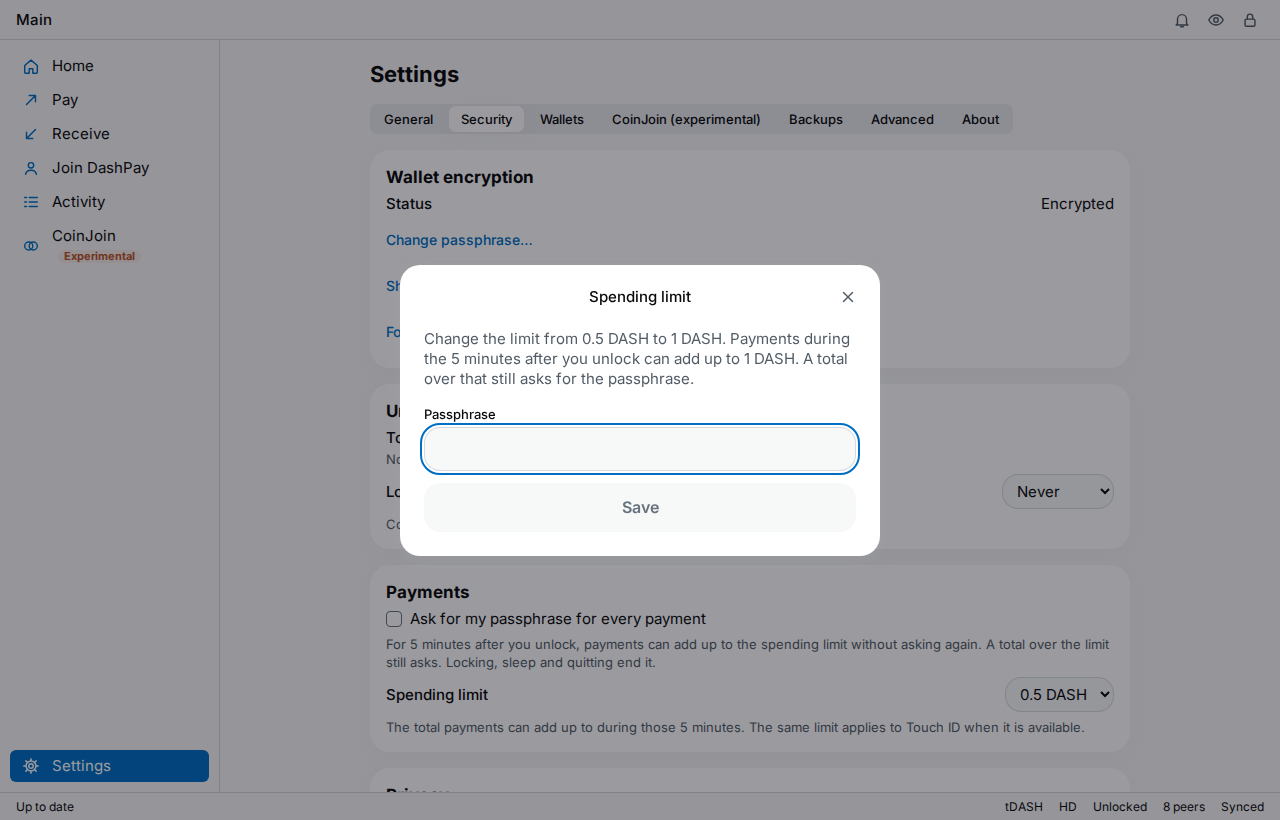 Main
Home
Pay
Receive
Join DashPay
Activity
CoinJoin
Experimental
Settings
Settings
General Security Wallets CoinJoin (experimental) Backups Advanced About
Wallet encryption
Status Encrypted
Change passphrase...
Spending limit
Change the limit from 0.5 DASH to 1 DASH. Payments during
the 5 minutes after you unlock can add up to 1 DASH. A total
over that still asks for the passphrase.
Passphrase
Save
Never
Payments
Ask for my passphrase for every payment
For 5 minutes after you unlock, payments can add up to the spending limit without asking again. A total over the limit
still asks. Locking, sleep and quitting end it.
Spending limit 0.5 DASH
The total payments can add up to during those 5 minutes. The same limit applies to Touch ID when it is available.
Privacy
Up to date tDASH HD Unlocked 8 peers Synced